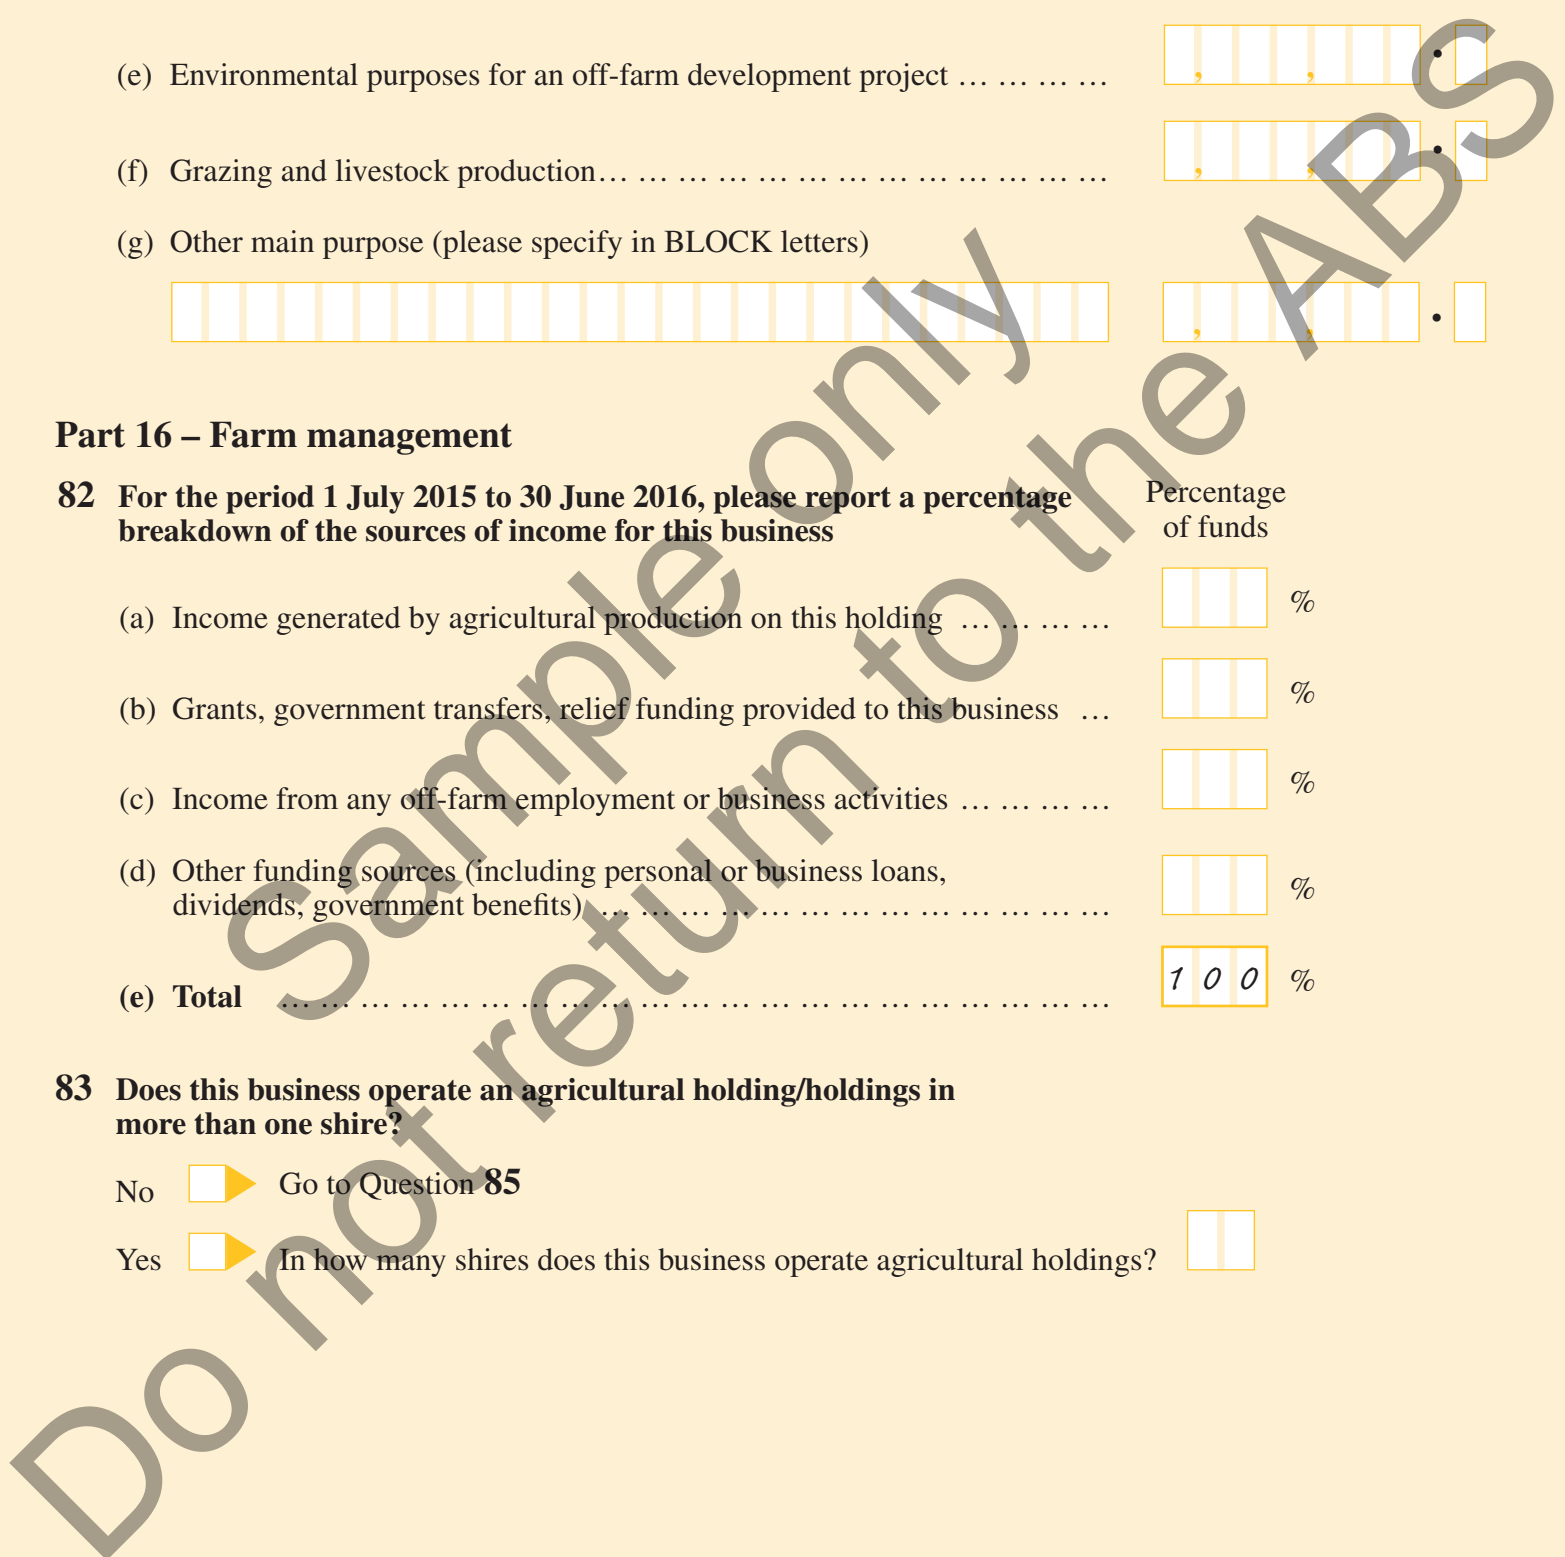 (e) Environmental purposes for an off-farm development project … … … … , , .
(f) Grazing and livestock production… … … … … … … … … … … … … , , .
(g) Other main purpose (please specify in BLOCK letters)
, , .
Part 16 – Farm management
82 For the period 1 July 2015 to 30 June 2016, please report a percentage
breakdown of the sources of income for this business
Percentage
of funds
(a) Income generated by agricultural production on this holding … … … … %
(b) Grants, government transfers, relief funding provided to this business … %
(c) Income from any off-farm employment or business activities … … … … %
(d) Other funding sources (including personal or business loans,
dividends, government benefits) … … … … … … … … … … … … … %
(e) Total … … … … … … … … … … … … … … … … … … … … … 100 %
83 Does this business operate an agricultural holding/holdings in
more than one shire?
No Go to Question 85
Yes In how many shires does this business operate agricultural holdings?
Sample only
Do not return to the ABS